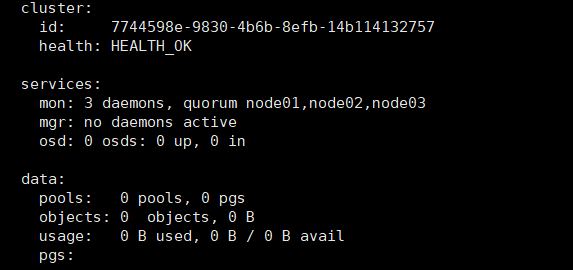 cluster:
id: 7744598e-9830-4b6b-8efb-14b114132757
health: HEALTH_OK
services:
mon: 3 daemons, quorum node01,node02,node03
mgr: no daemons active
osd: 0 osds: 0 up, 0 in
data:
pools: 0 pools, 0 pgs
objects: 0 objects, 0 B
usage: 0 B used, 0 B / 0 B avail
pgs: